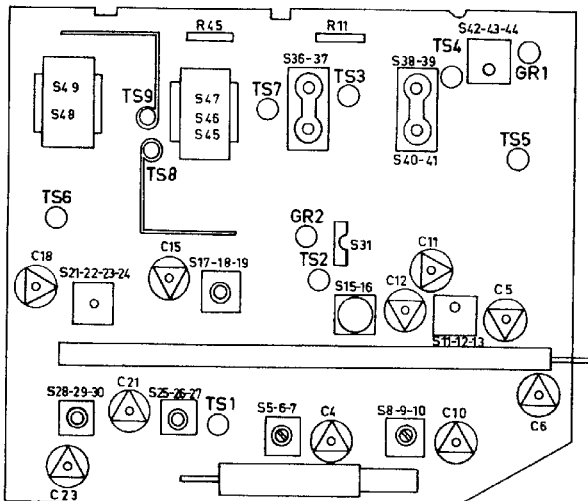 R45
R11
S42-43-44
S36-37
S38-39
TS4
GR1
S49
S48
TS9
S47
S46
S45
TS7
TS3
TS8
S40-41
TS5
TS6
GR2
S31
C18
C15
S17-18-19
TS2
C11
S21-22-23-24
S15-16
C12
C5
S11-12-13
S28-29-30
C21
S25-26-27
TS1
S5-6-7
C4
S8-9-10
C10
C6
C23